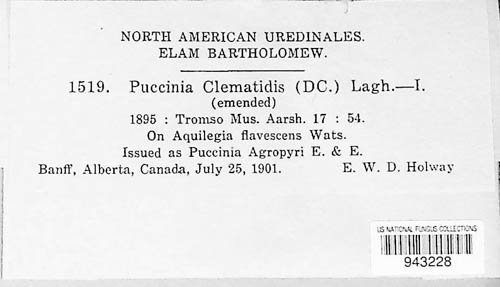 NORTH AMERICAN UREDINALES.
ELAM BARTHOLOMEW.
1519. Puccinia Clematidis (DC.) Lagh.—I.
(emended)
1895 : Tromso Mus. Aarsh. 17 : 54.
On Aquilegia flavescens Wats.
Issued as Puccinia Agropyri E. & E.
Banff, Alberta, Canada, July 25, 1901. E. W. D. Holway
US NATIONAL FUNGUS COLLECTIONS
943228